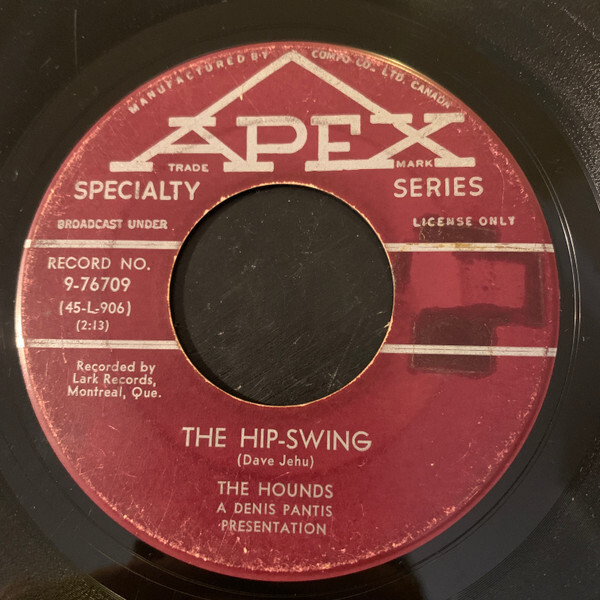 MANUFACTURED BY COMPO CO., LTD. CANADA
APEX
TRADE MARK
SPECIALTY SERIES
BROADCAST UNDER LICENSE ONLY
RECORD NO.
9-76709
(45-L-906)
(2:13)
Recorded by
Lark Records,
Montreal, Que.
THE HIP-SWING
(Dave Jehu)
THE HOUNDS
A DENIS PANTIS
PRESENTATION